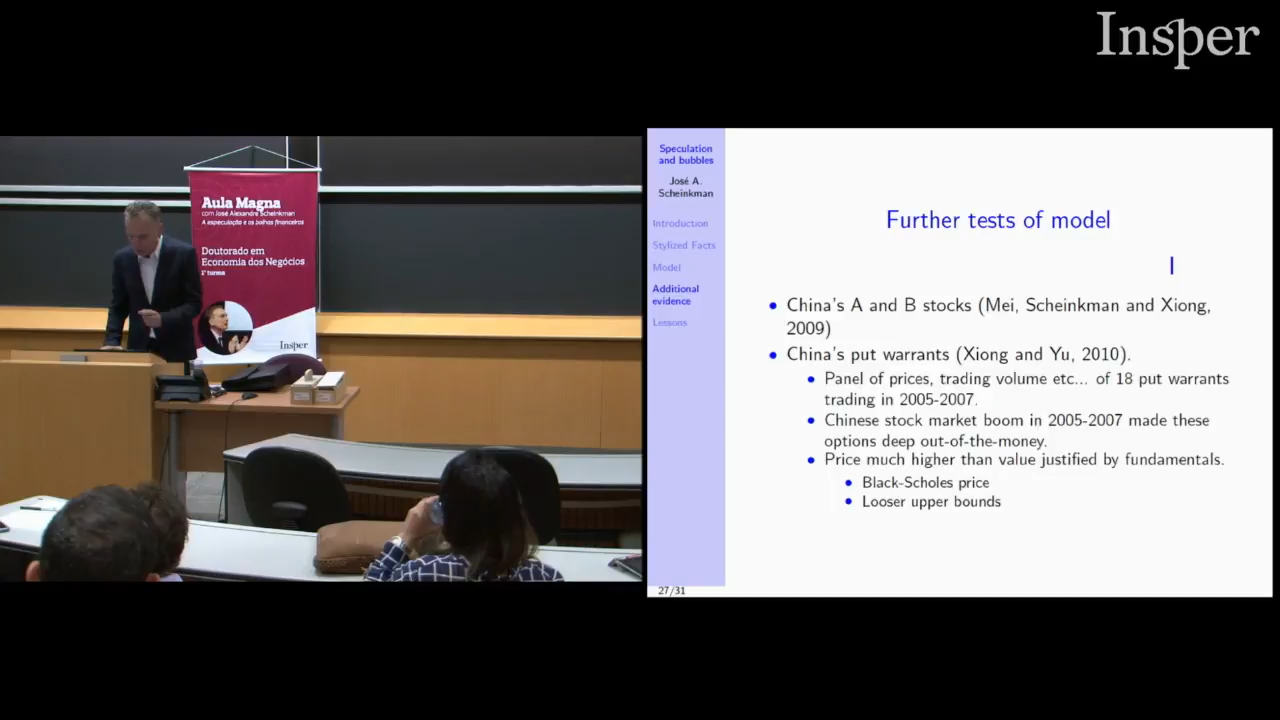 Insper
Aula Magna
com José Alexandre Scheinkman
A especulação e as bolhas financeiras
Doutorado em
Economia dos Negócios
1ª turma
Insper
Speculation
and bubbles
José A.
Scheinkman
Introduction
Stylized Facts
Model
Additional
evidence
Lessons
27/31
Further tests of model
• China's A and B stocks (Mei, Scheinkman and Xiong,
2009)
• China's put warrants (Xiong and Yu, 2010).
• Panel of prices, trading volume etc... of 18 put warrants
trading in 2005-2007.
• Chinese stock market boom in 2005-2007 made these
options deep out-of-the-money.
• Price much higher than value justified by fundamentals.
• Black-Scholes price
• Looser upper bounds